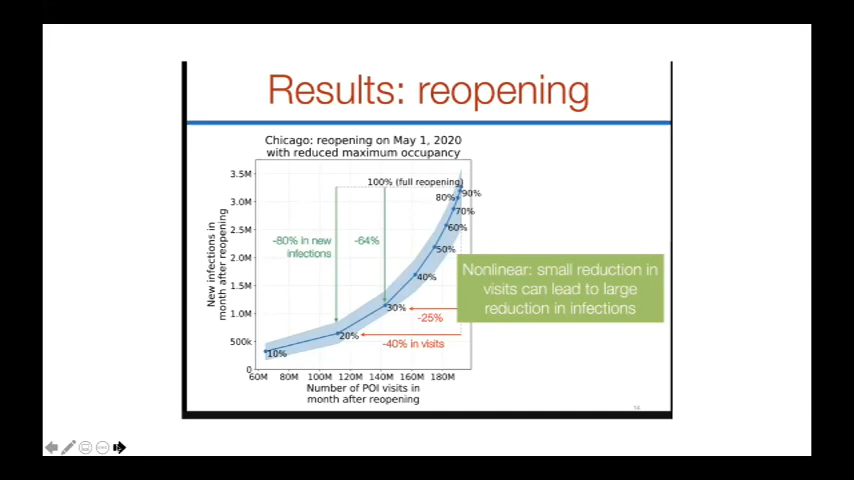 Results: reopening
Chicago: reopening on May 1, 2020
with reduced maximum occupancy
New infections in
month after reopening
3.5M
3.0M
2.5M
2.0M
1.5M
1.0M
500k
0
100% (full reopening)
90%
80%
70%
60%
50%
40%
30%
20%
10%
-80% in new
infections
-64%
-25%
-40% in visits
Nonlinear: small reduction in
visits can lead to large
reduction in infections
60M 80M 100M 120M 140M 160M 180M
Number of POI visits in
month after reopening
14